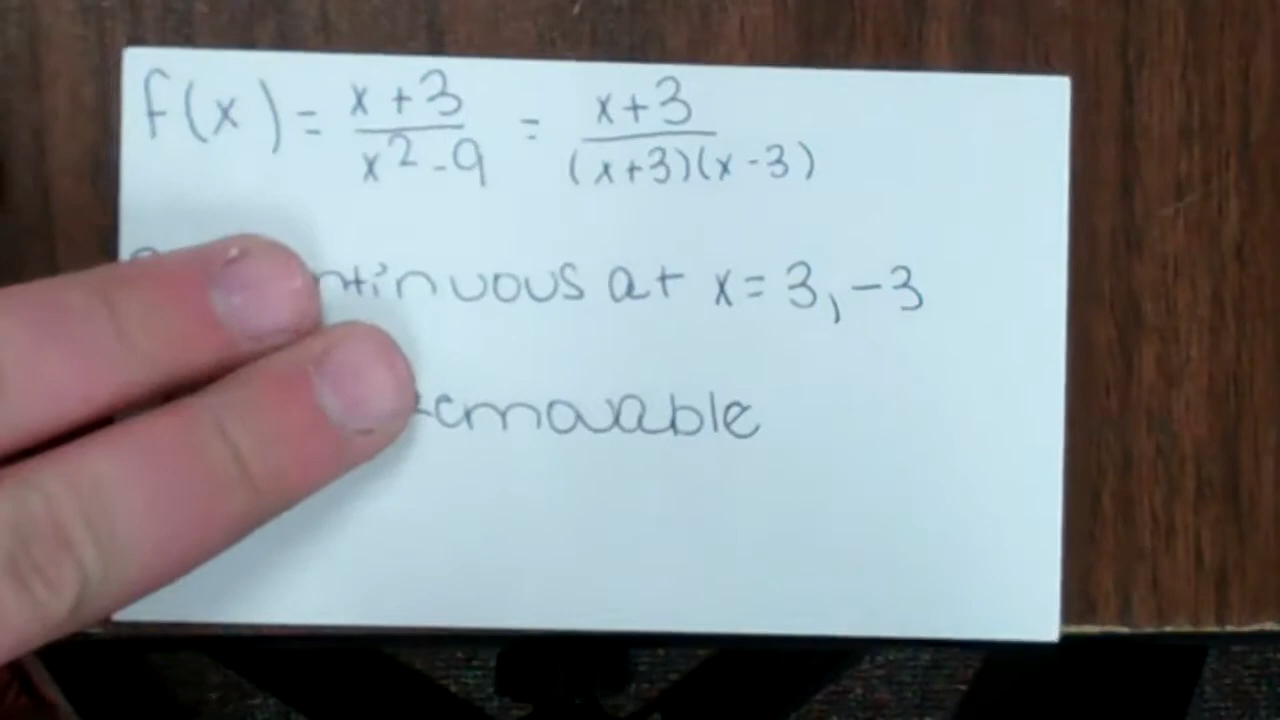 f(x) = x+3 / x²-9 = x+3 / (x+3)(x-3)
ntinuous at x = 3, -3
emovable